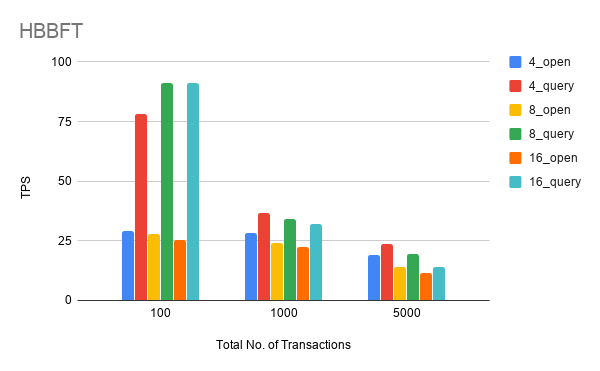 HBBFT
100
75
50
25
0
TPS
100
1000
5000
Total No. of Transactions
4_open
4_query
8_open
8_query
16_open
16_query